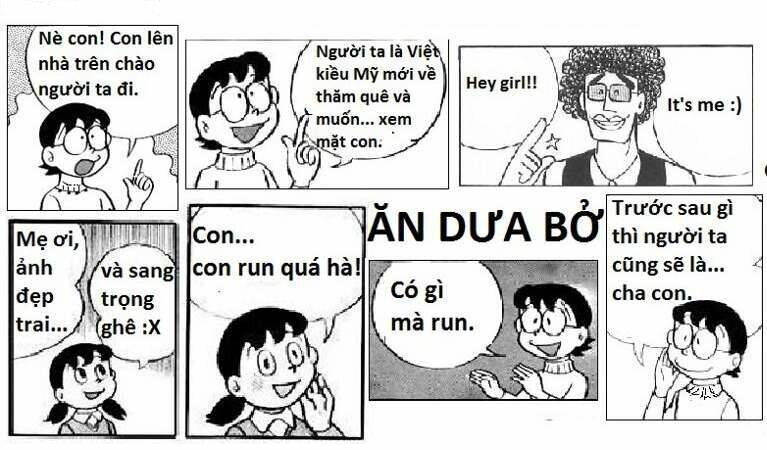 Nè con! Con lên
nhà trên chào
người ta đi.
Người ta là Việt
kiều Mỹ mới về
thăm quê và
muốn... xem
mặt con.
Hey girl!!
It's me :)
Mẹ ơi,
ảnh
đẹp
trai...
và sang
trọng
ghê :X
Con...
con run quá hà!
ĂN DƯA BỞ
Có gì
mà run.
Trước sau gì
thì người ta
cũng sẽ là...
cha con.